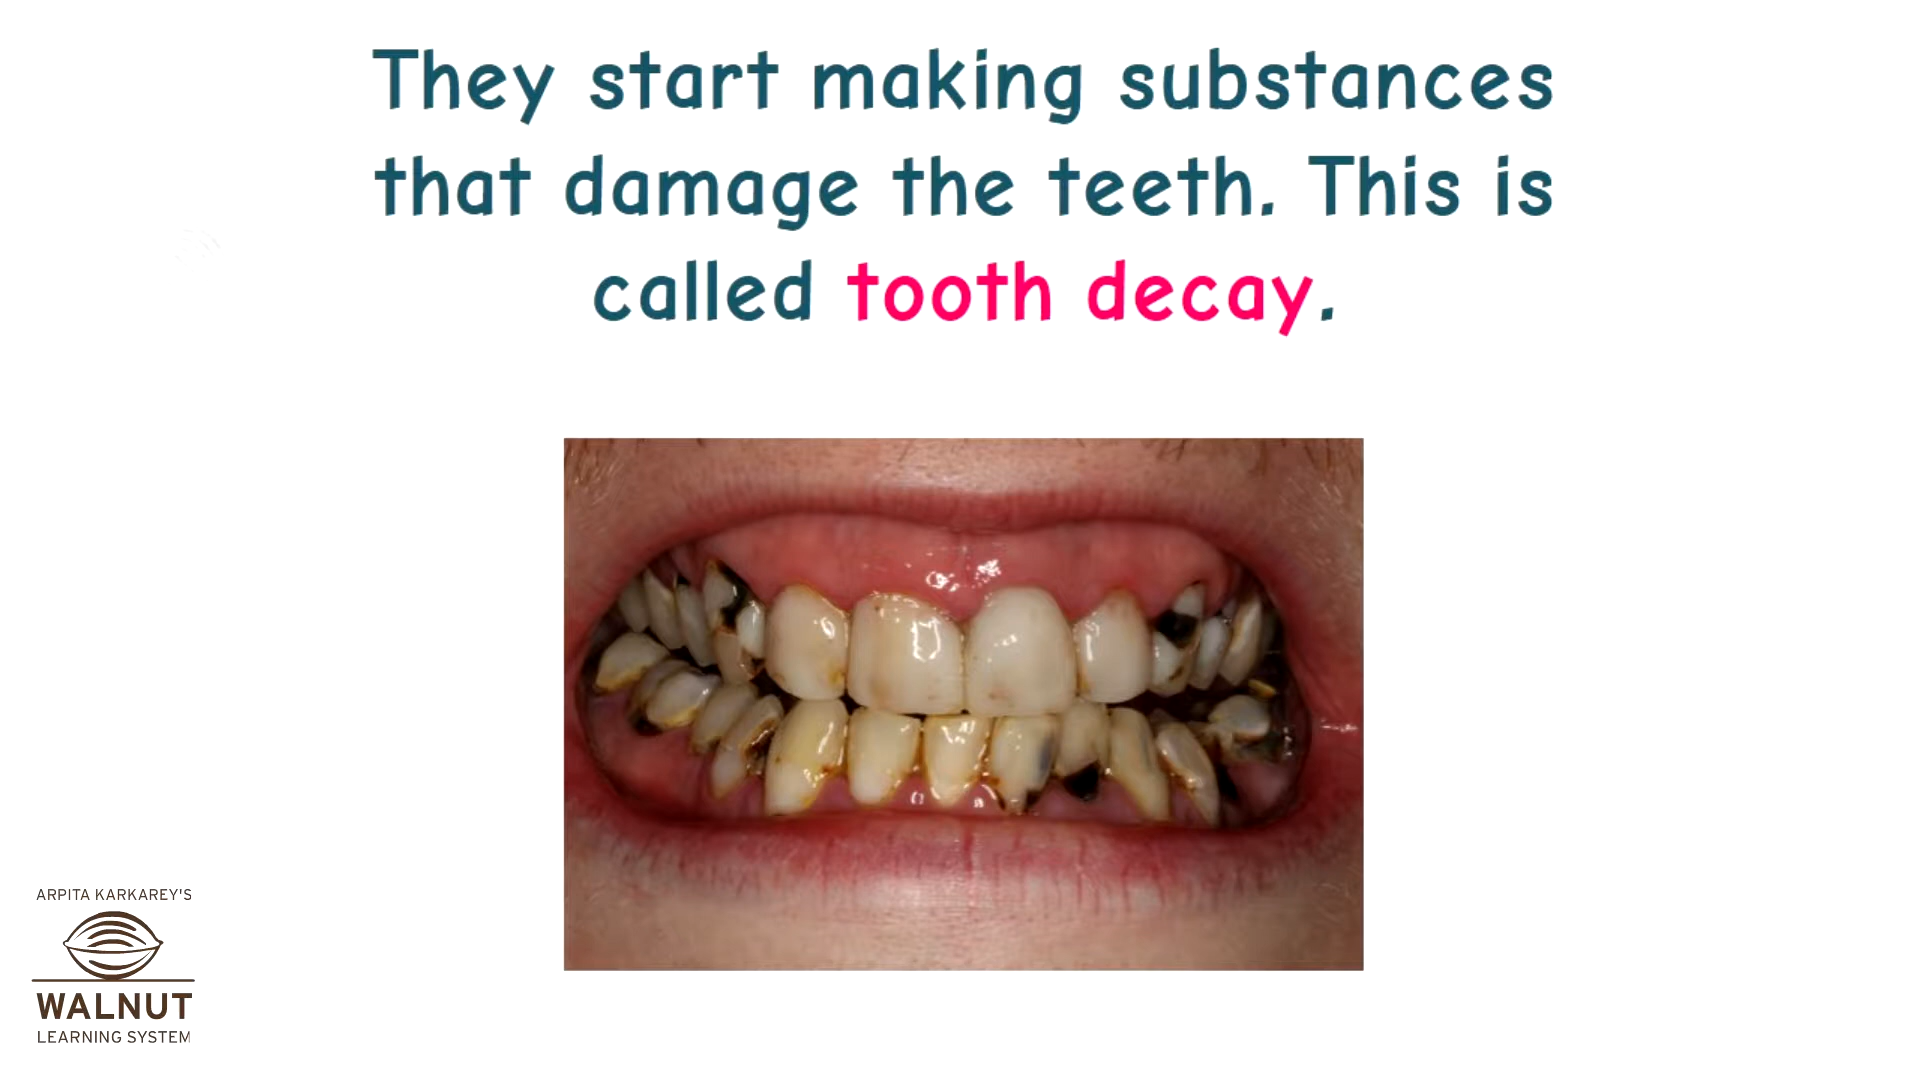 They start making substances
that damage the teeth. This is
called tooth decay.
ARPITA KARKAREY'S
WALNUT
LEARNING SYSTEM